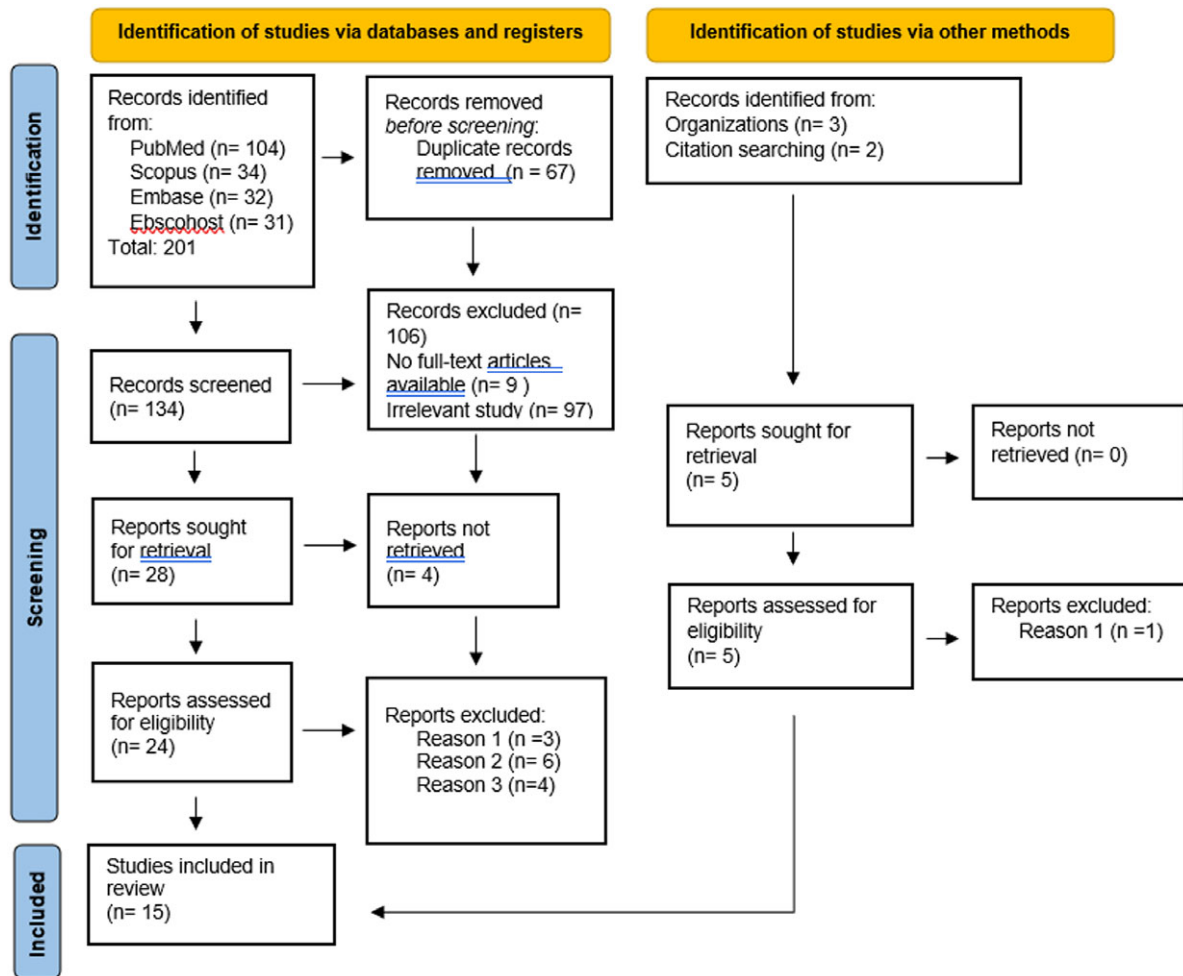 Identification of studies via databases and registers
Identification of studies via other methods
Identification
Records identified
from:
PubMed (n= 104)
Scopus (n= 34)
Embase (n= 32)
Ebscohost (n= 31)
Total: 201
Records removed
before screening:
Duplicate records
removed (n = 67)
Records identified from:
Organizations (n= 3)
Citation searching (n= 2)
Screening
Records screened
(n= 134)
Records excluded (n=
106)
No full-text articles
available (n= 9 )
Irrelevant study (n= 97)
Reports sought for
retrieval
(n= 5)
Reports not
retrieved (n= 0)
Reports sought
for retrieval
(n= 28)
Reports not
retrieved
(n= 4)
Reports assessed for
eligibility
(n= 5)
Reports excluded:
Reason 1 (n =1)
Reports assessed
for eligibility
(n= 24)
Reports excluded:
Reason 1 (n =3)
Reason 2 (n= 6)
Reason 3 (n=4)
Included
Studies included in
review
(n= 15)